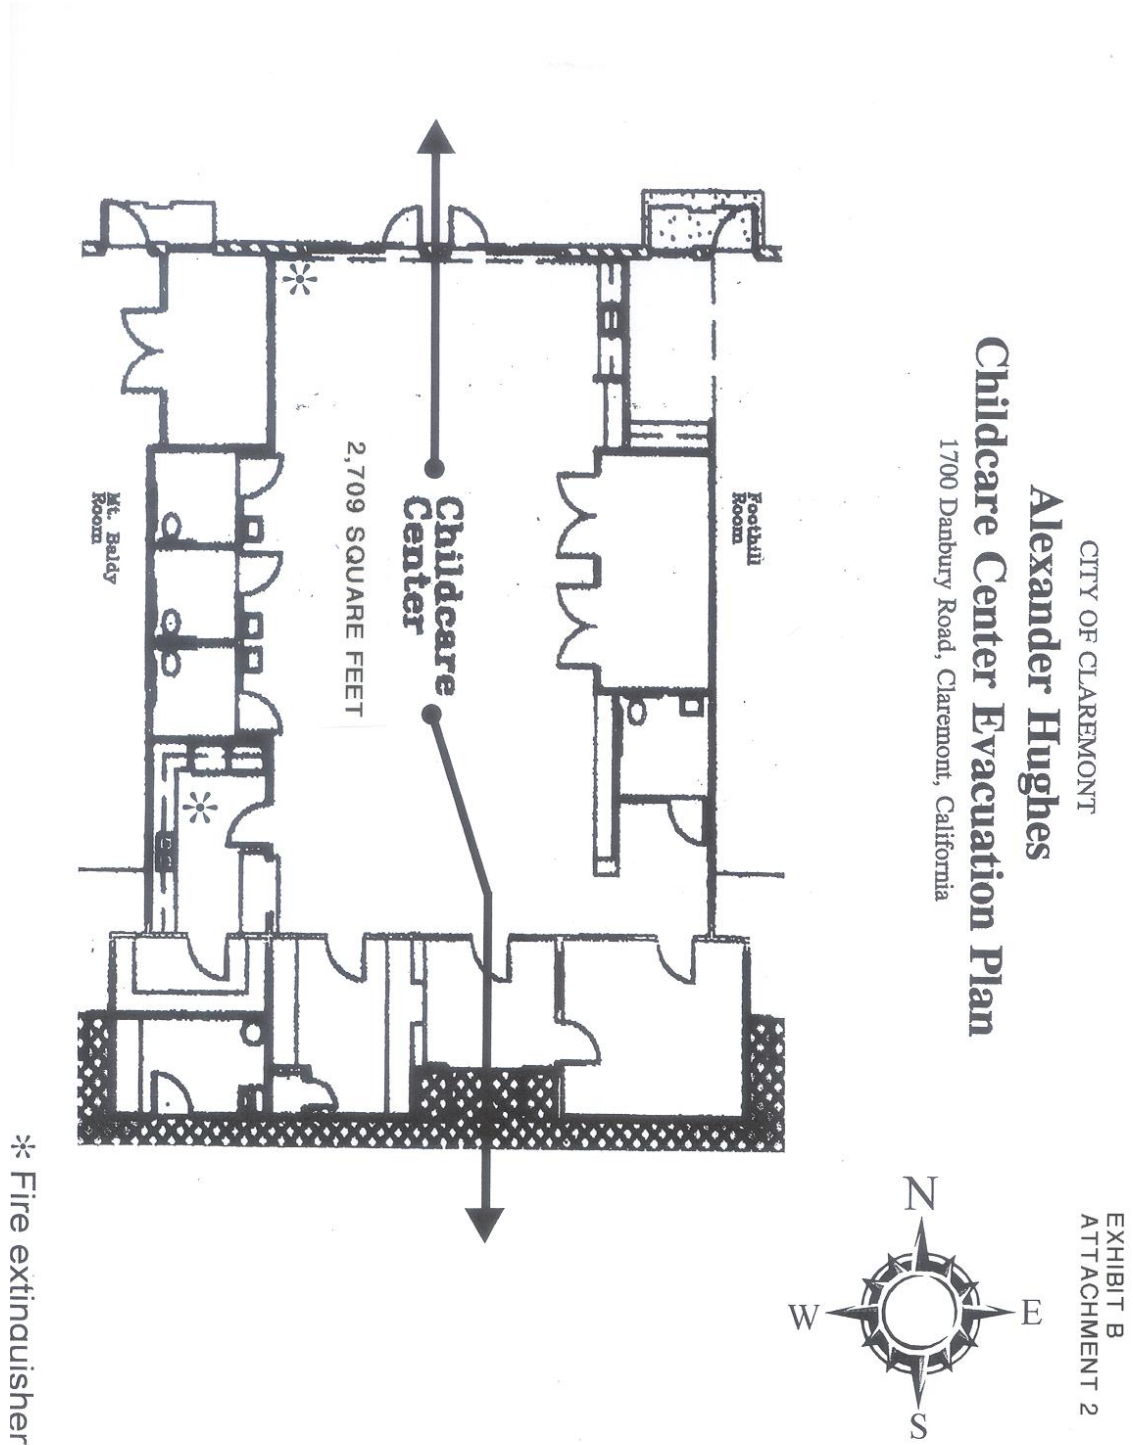 EXHIBIT B
ATTACHMENT 2
CITY OF CLAREMONT
Alexander Hughes
Childcare Center Evacuation Plan
1700 Danbury Road, Claremont, California
Foothill
Room
Childcare
Center
2,709 SQUARE FEET
Mt. Baldy
Room
N
E
S
W
* Fire extinguisher